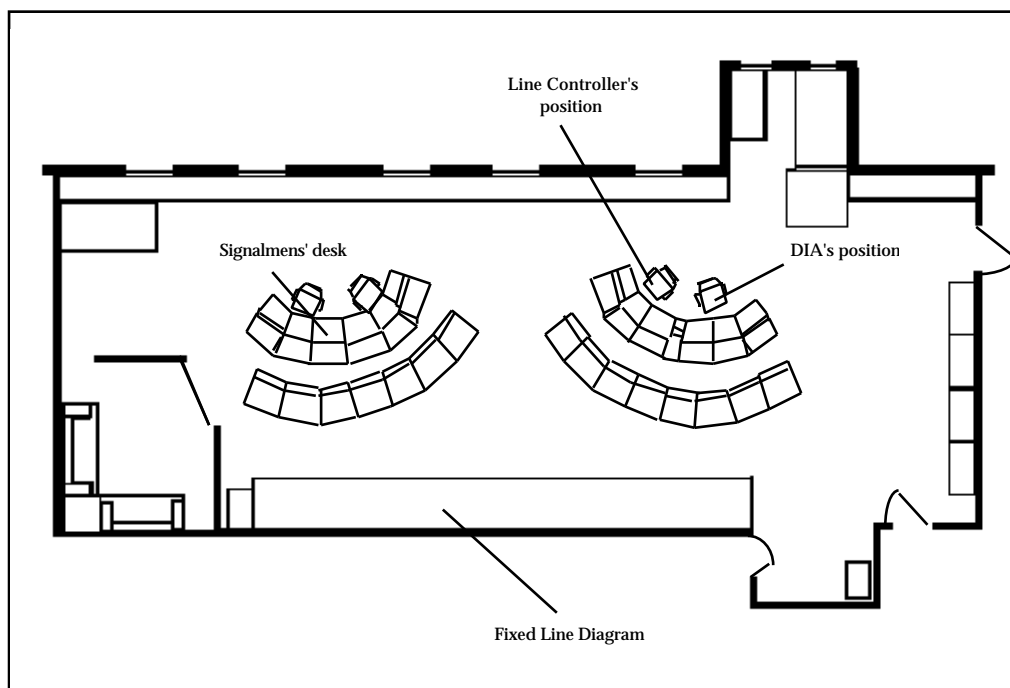 Line Controller's
position
Signalmens' desk
DIA's position
Fixed Line Diagram